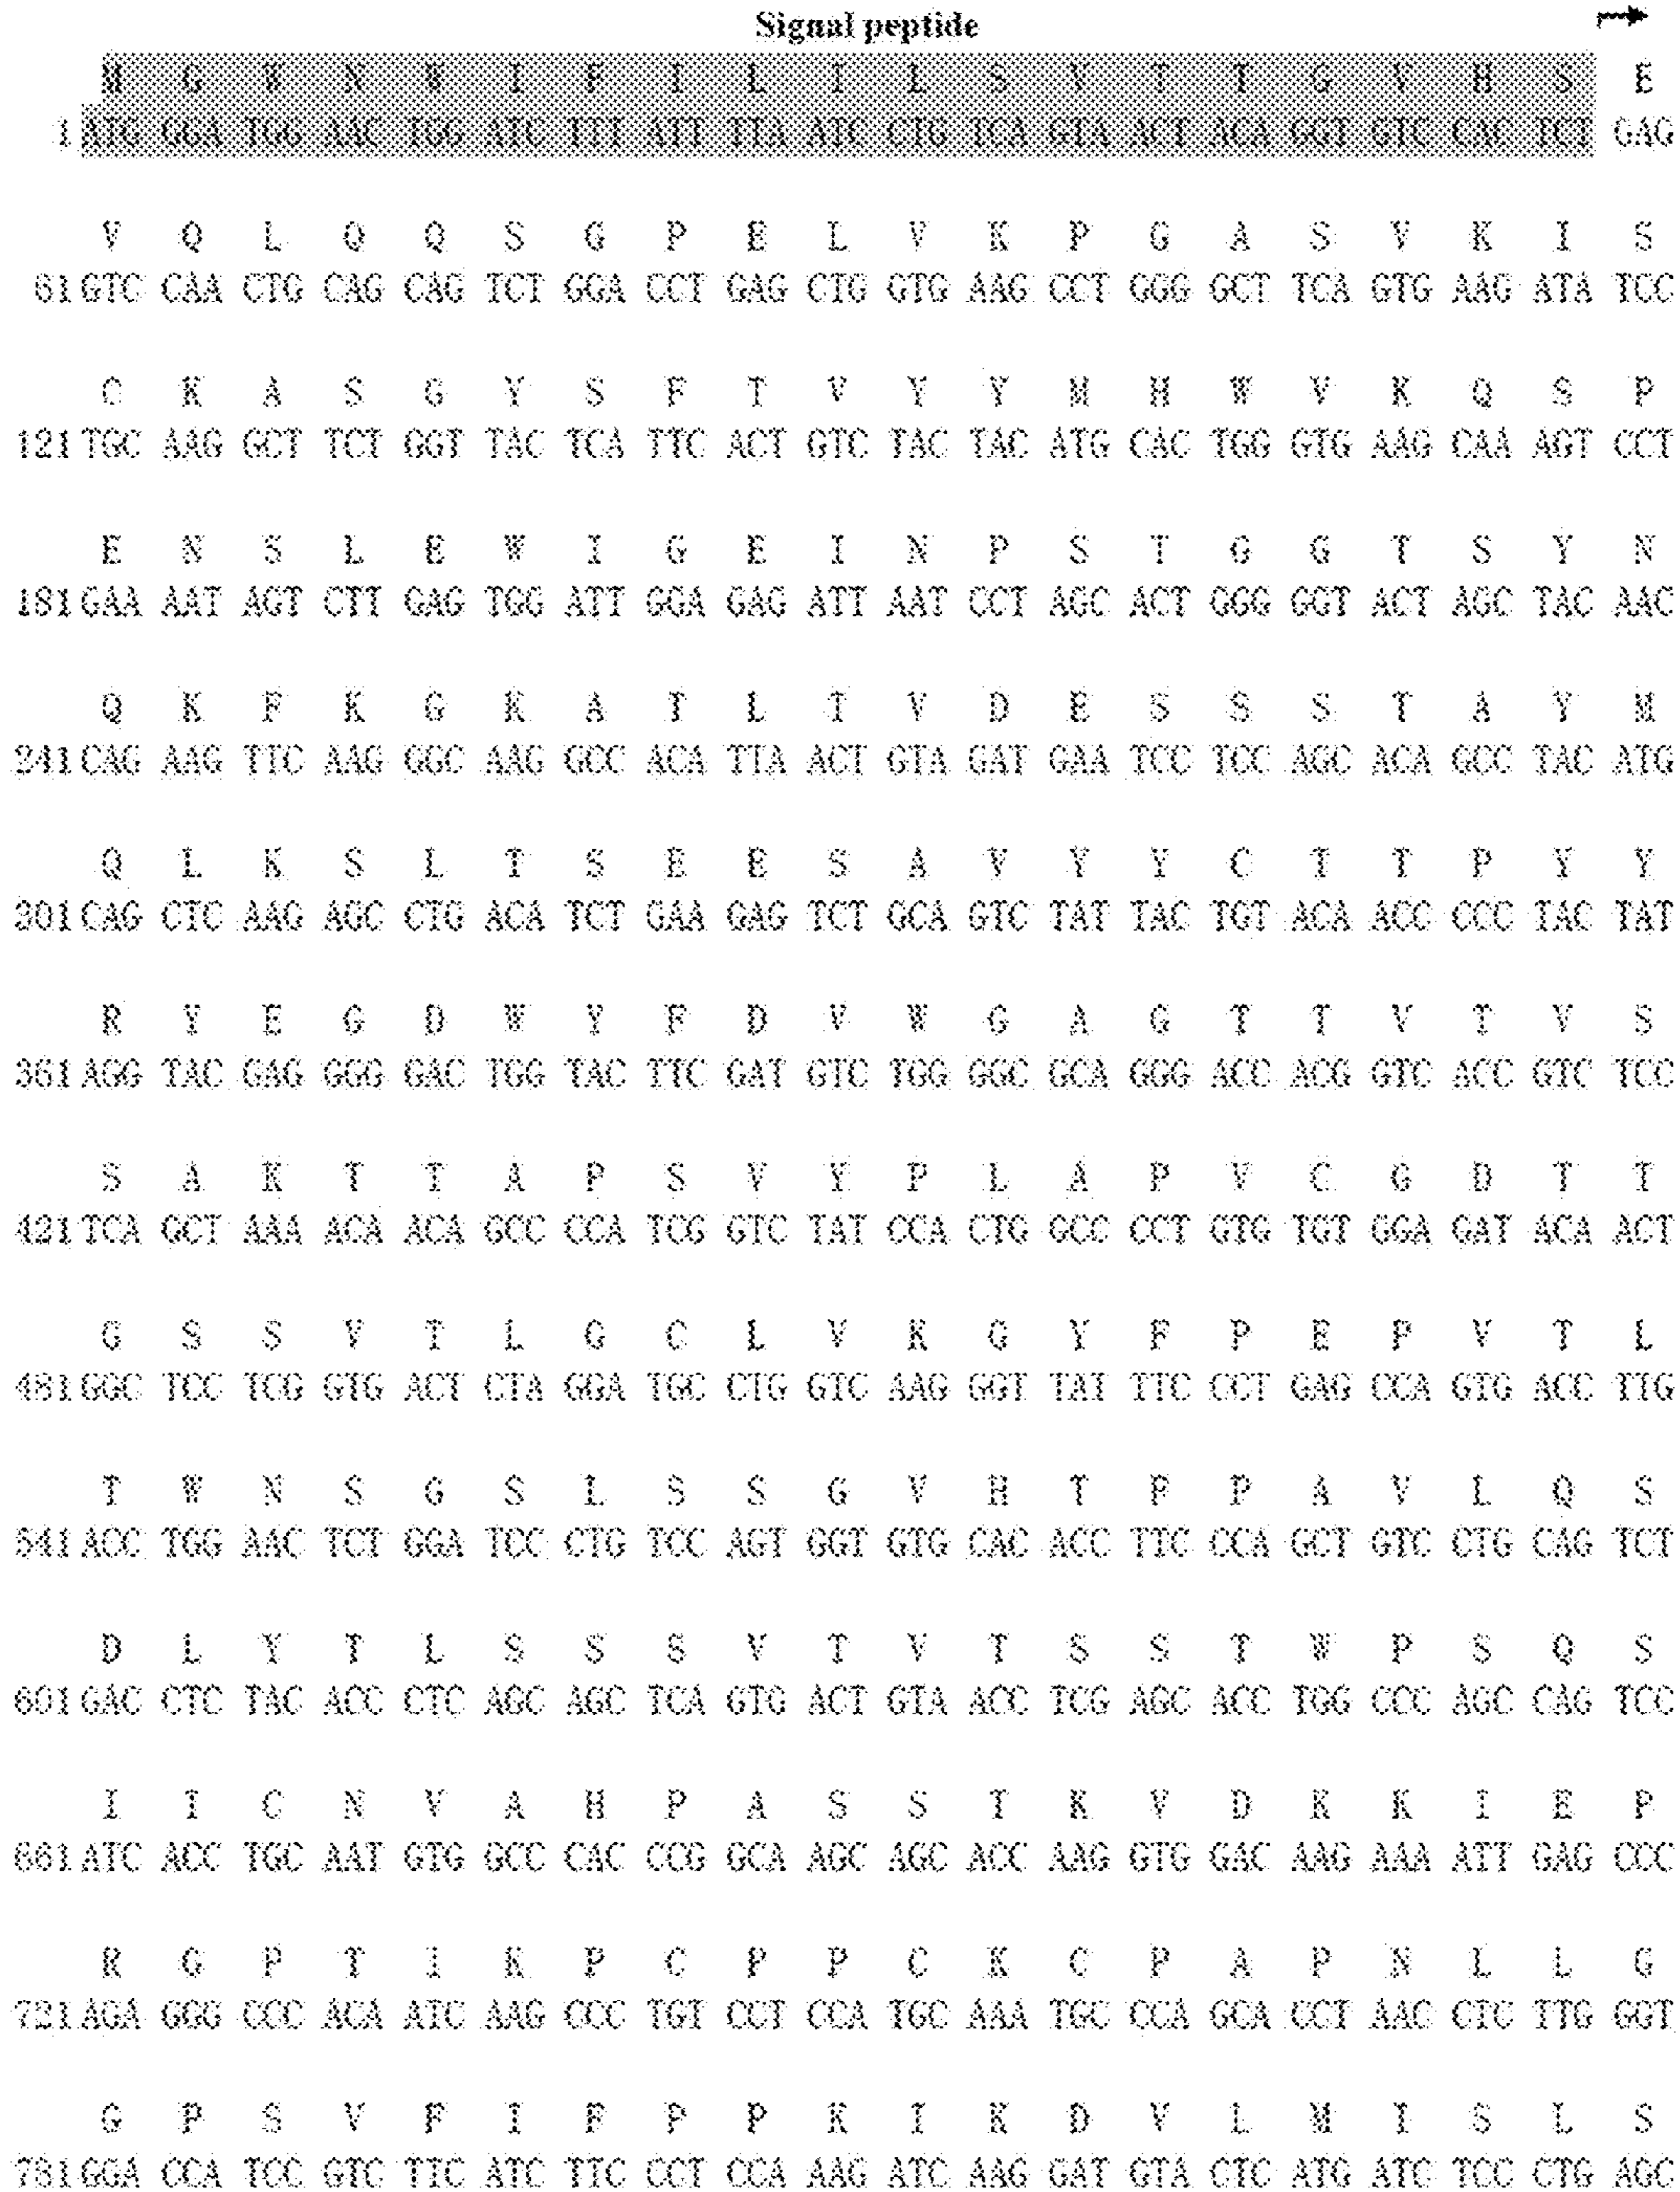 Signal peptide
M G W N W I F I L I L S V T T G V H S E
1 ATG GGA TGG AAC TGG ATC TTT ATT TTA ATC CTG TCA GTA ACT ACA GGT GTC CAC TCT GAG
V Q L Q Q S G P E L V K P G A S V K I S
61 GTC CAA CTG CAG CAG TCT GGA CCT GAG CTG GTG AAG CCT GGG GCT TCA GTG AAG ATA TCC
C K A S G Y S F T V Y Y M H W V K Q S P
121 TGC AAG GCT TCT GGT TAC TCA TTC ACT GTC TAC TAC ATG CAC TGG GTG AAG CAA AGT CCT
E N S L E W I G E I N P S T G G T S Y N
181 GAA AAT AGT CTT GAG TGG ATT GGA GAG ATT AAT CCT AGC ACT GGG GGT ACT AGC TAC AAC
Q K F K G K A T L T V D E S S S T A Y M
241 CAG AAG TTC AAG GGC AAG GCC ACA TTA ACT GTA GAT GAA TCC TCC AGC ACA GCC TAC ATG
Q L K S L T S E E S A V Y Y C T T P Y Y
301 CAG CTC AAG AGC CTG ACA TCT GAA GAG TCT GCA GTC TAT TAC TGT ACA ACC CCC TAC TAT
R Y E G D W Y F D V W G A G T T V T V S
361 AGG TAC GAG GGG GAC TGG TAC TTC GAT GTC TGG GGC GCA GGG ACC ACG GTC ACC GTC TCC
S A K T T A P S V Y P L A P V C G D T T
421 TCA GCT AAA ACA ACA GCC CCA TCG GTC TAT CCA CTG GCC CCT GTG TGT GGA GAT ACA ACT
G S S V T L G C L V K G Y F P E P V T L
481 GGC TCC TCG GTG ACT CTA GGA TGC CTG GTC AAG GGT TAT TTC CCT GAG CCA GTG ACC TTG
T W N S G S L S S G V H T F P A V L Q S
541 ACC TGG AAC TCT GGA TCC CTG TCC AGT GGT GTG CAC ACC TTC CCA GCT GTC CTG CAG TCT
D L Y T L S S S V T V T S S T W P S Q S
601 GAC CTC TAC ACC CTC AGC AGC TCA GTG ACT GTA ACC TCG AGC ACC TGG CCC AGC CAG TCC
I I C N V A H P A S S T K V D K K I E P
661 ATC ACC TGC AAT GTG GCC CAC CCG GCA AGC AGC ACC AAG GTG GAC AAG AAA ATT GAG CCC
R G P T I K P C P P C K C P A P N L L G
721 AGA GGG CCC ACA ATC AAG CCC TGT CCT CCA TGC AAA TGC CCA GCA CCT AAC CTC TTG GGT
G P S V F I F P P K I K D V L M I S L S
781 GGA CCA TCC GTC TTC ATC TTC CCT CCA AAG ATC AAG GAT GTA CTC ATG ATC TCC CTG AGC